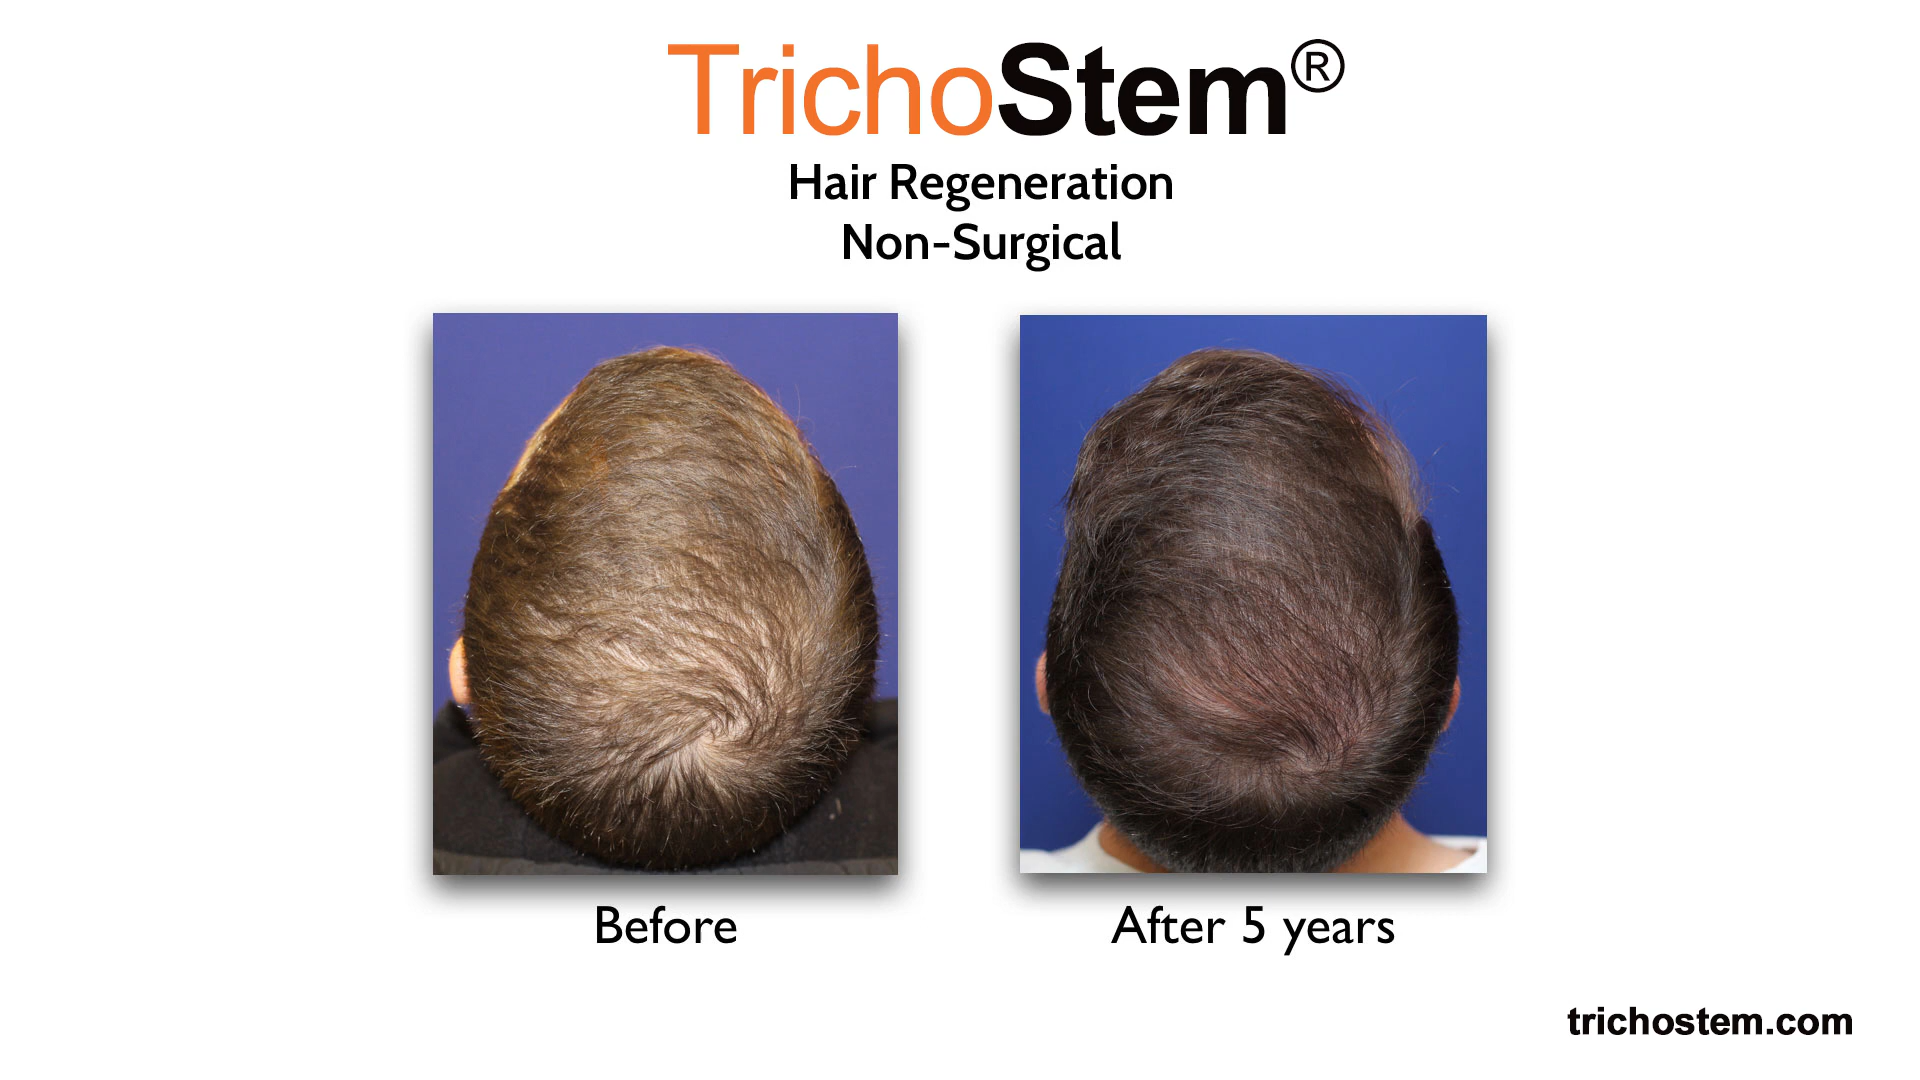 TrichoStem®
Hair Regeneration
Non-Surgical
Before
After 5 years
trichostem.com